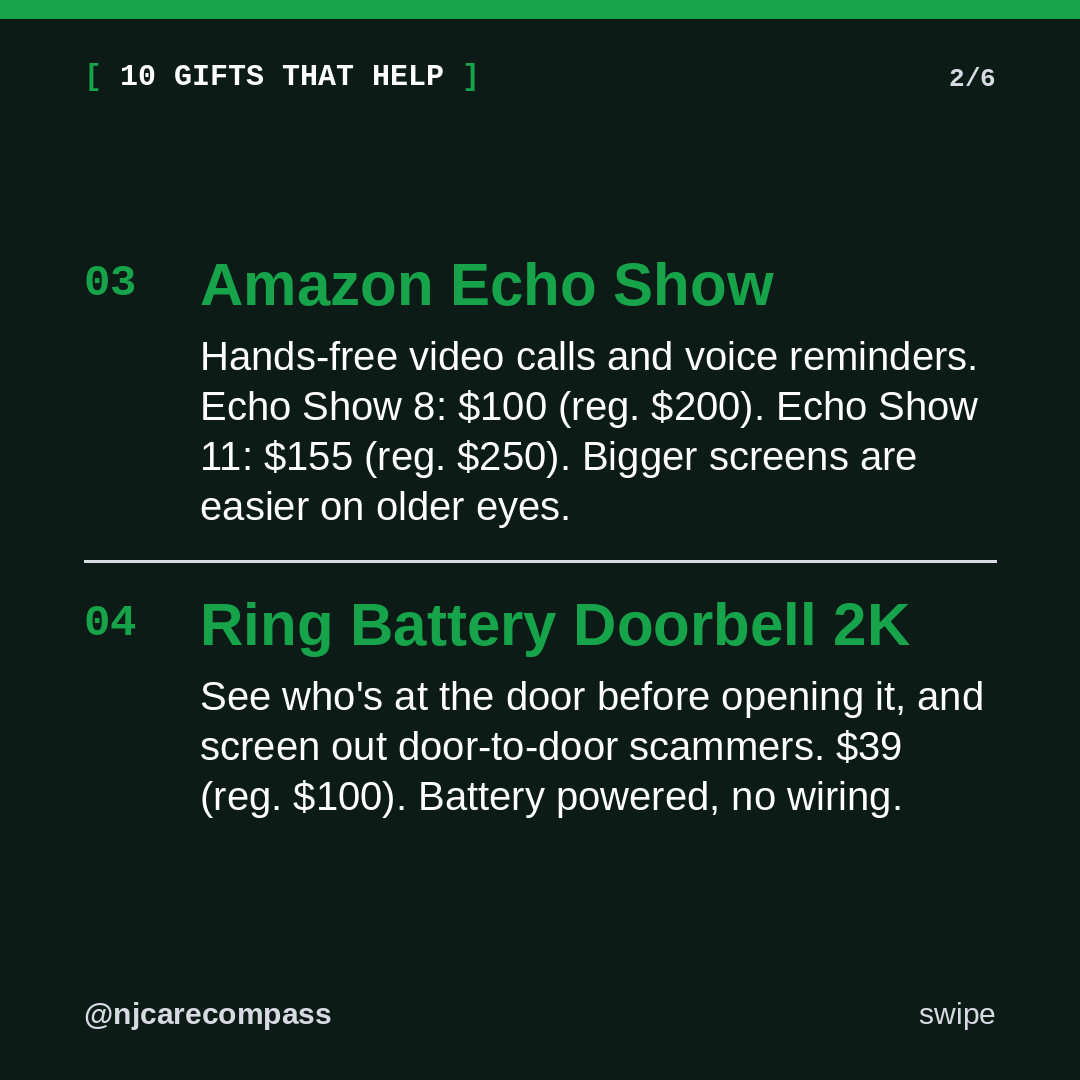 [ 10 GIFTS THAT HELP ]
2/6
03
Amazon Echo Show
Hands-free video calls and voice reminders.
Echo Show 8: $100 (reg. $200). Echo Show
11: $155 (reg. $250). Bigger screens are
easier on older eyes.
04
Ring Battery Doorbell 2K
See who's at the door before opening it, and
screen out door-to-door scammers. $39
(reg. $100). Battery powered, no wiring.
@njcarecompass
swipe